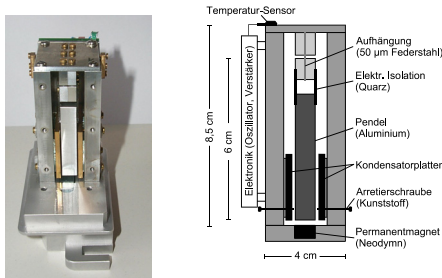 Temperatur-Sensor
Elektronik (Oszillator, Verstärker)
8,5 cm
6 cm
Aufhängung
(50 µm Federstahl)
Elektr. Isolation
(Quarz)
Pendel
(Aluminium)
Kondensatorplatten
Arretierschraube
(Kunststoff)
Permanentmagnet
(Neodymn)
4 cm